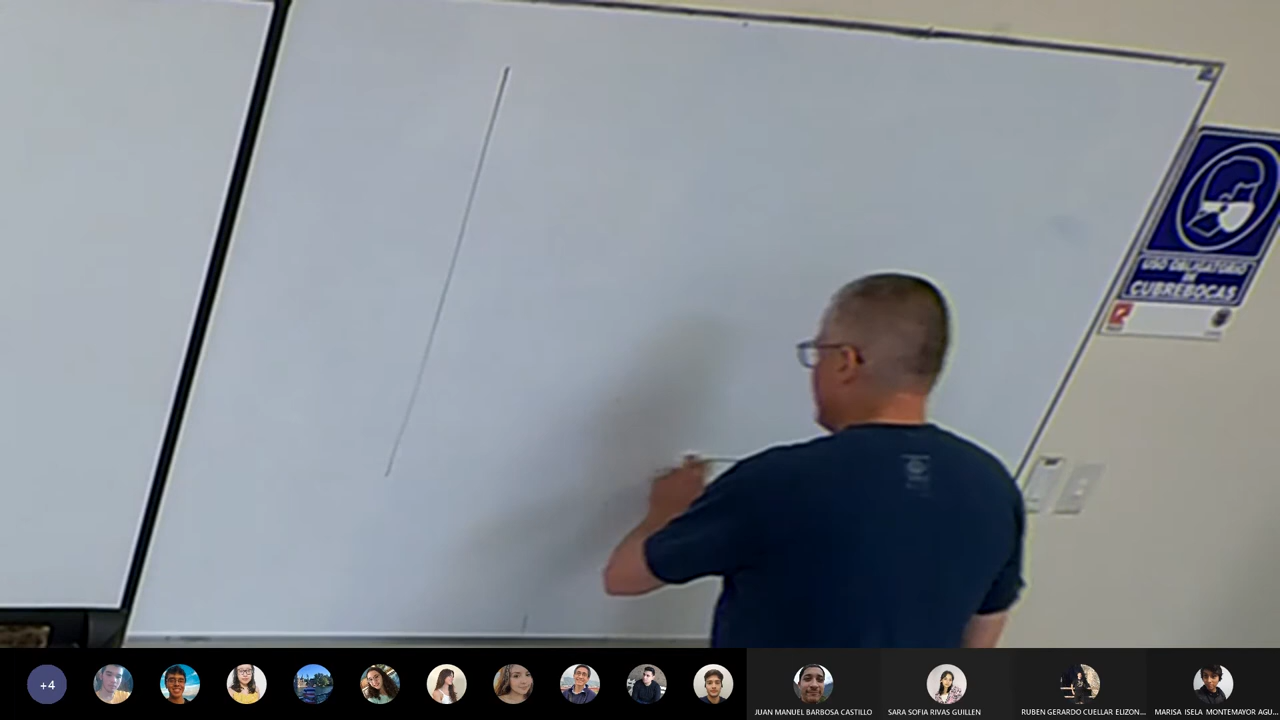 USO OBLIGATORIO
DE
CUBREBOCAS
+4
JUAN MANUEL BARBOSA CASTILLO
SARA SOFIA RIVAS GUILLEN
RUBEN GERARDO CUELLAR ELIZON...
MARISA ISELA MONTEMAYOR AGU...